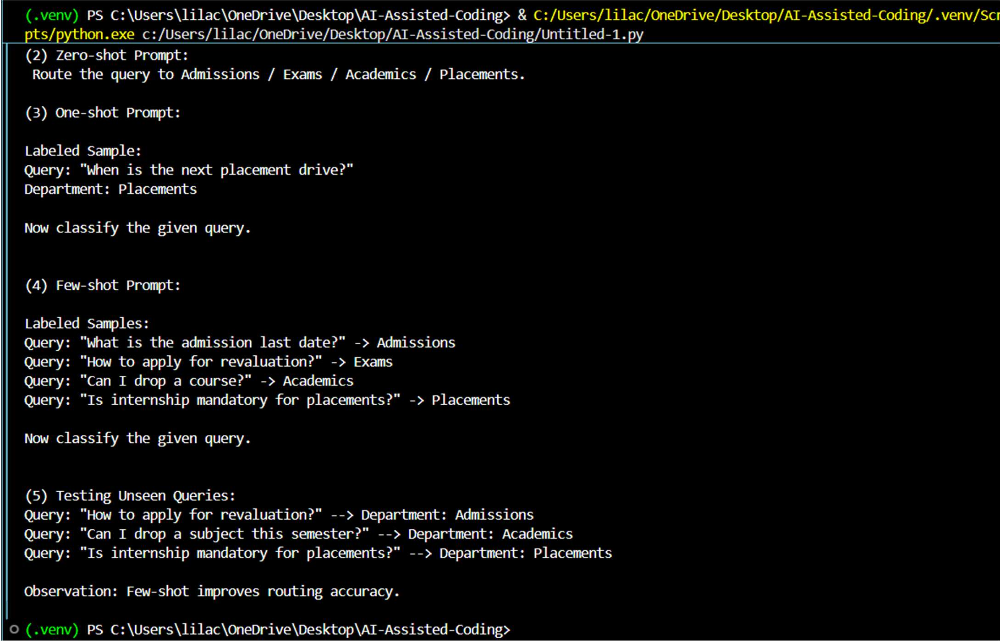 (.venv) PS C:\Users\lilac\OneDrive\Desktop\AI-Assisted-Coding> & C:/Users/lilac/OneDrive/Desktop/AI-Assisted-Coding/.venv/Scr
pts/python.exe c:/Users/lilac/OneDrive/Desktop/AI-Assisted-Coding/Untitled-1.py
(2) Zero-shot Prompt:
Route the query to Admissions / Exams / Academics / Placements.
(3) One-shot Prompt:
Labeled Sample:
Query: "When is the next placement drive?"
Department: Placements
Now classify the given query.
(4) Few-shot Prompt:
Labeled Samples:
Query: "What is the admission last date?" -> Admissions
Query: "How to apply for revaluation?" -> Exams
Query: "Can I drop a course?" -> Academics
Query: "Is internship mandatory for placements?" -> Placements
Now classify the given query.
(5) Testing Unseen Queries:
Query: "How to apply for revaluation?" --> Department: Admissions
Query: "Can I drop a subject this semester?" --> Department: Academics
Query: "Is internship mandatory for placements?" --> Department: Placements
Observation: Few-shot improves routing accuracy.
(.venv) PS C:\Users\lilac\OneDrive\Desktop\AI-Assisted-Coding>